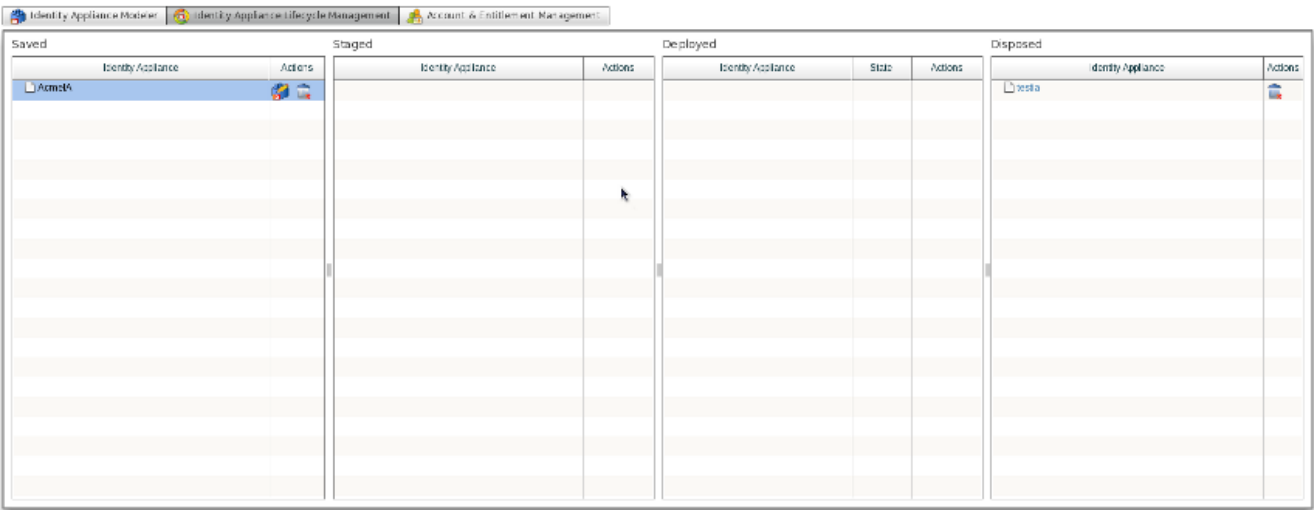 Identity Appliance Modeler Identity Appliance Lifecycle Management Account & Entitlement Management
Saved Staged Deployed Disposed
Identity Appliance Actions Identity Appliance Actions Identity Appliance State Actions Identity Appliance Actions
AcmeIA testia